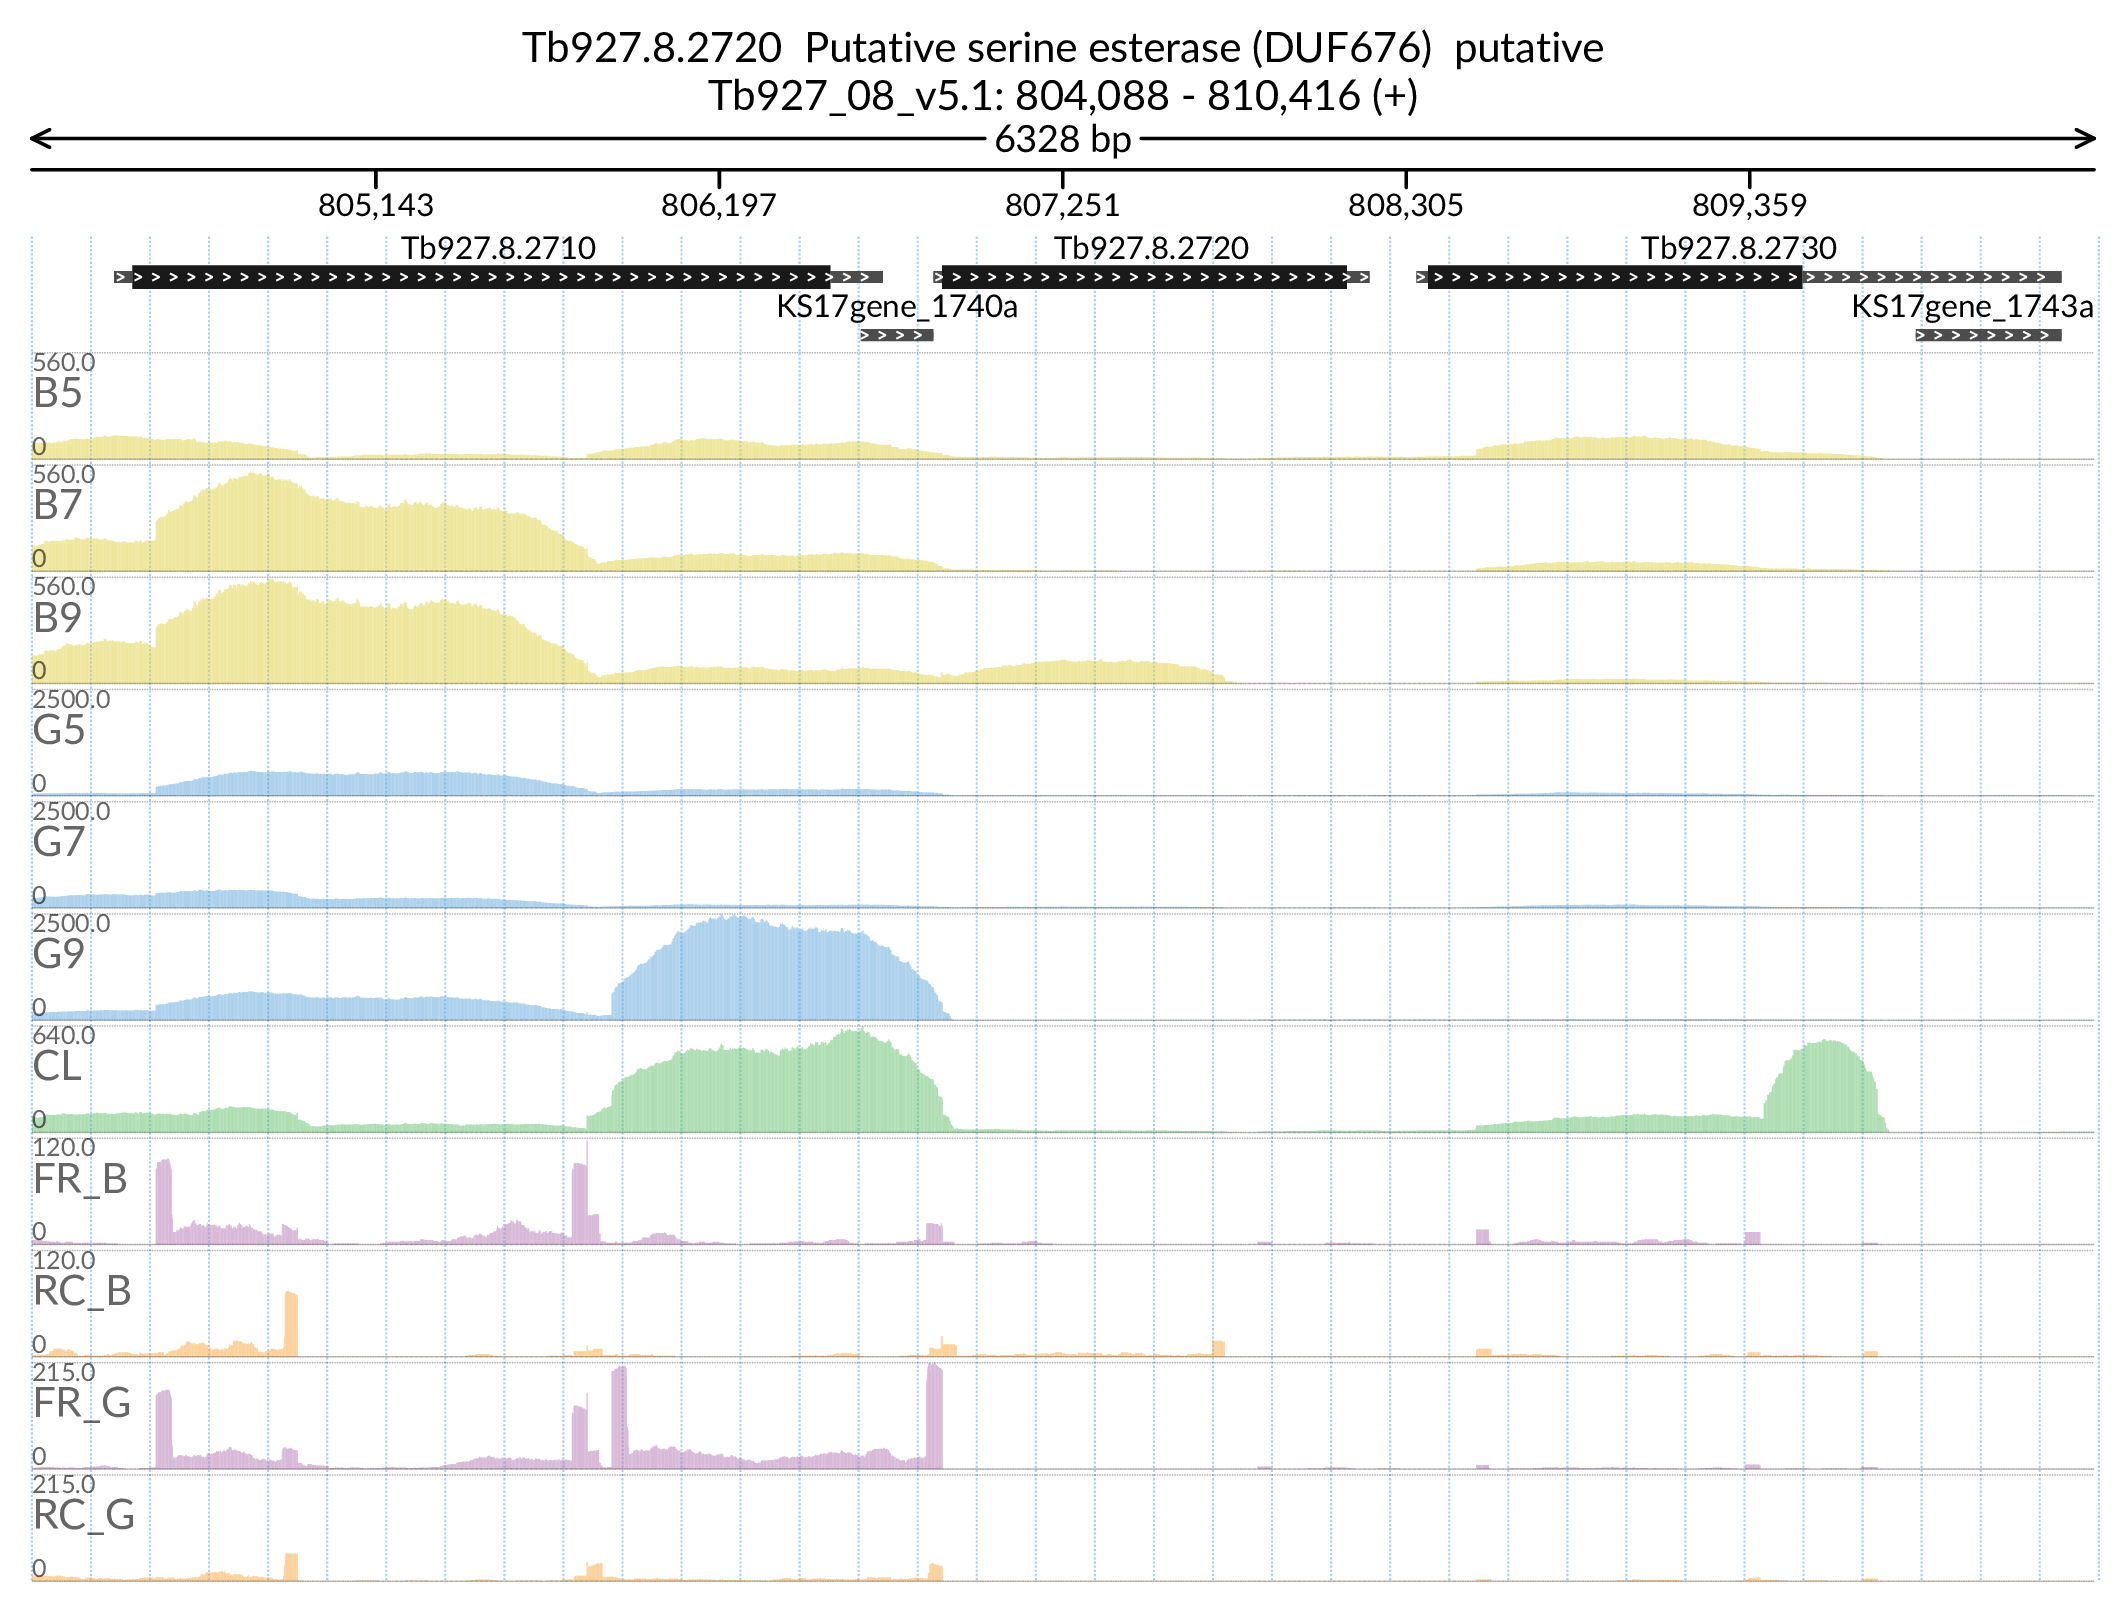 Tb927.8.2720  Putative serine esterase (DUF676)  putative
Tb927_08_v5.1: 804,088 - 810,416 (+)
6328 bp
805,143 806,197 807,251 808,305 809,359
Tb927.8.2710 Tb927.8.2720 Tb927.8.2730
KS17gene_1740a KS17gene_1743a
560.0
B5
0
560.0
B7
0
560.0
B9
0
2500.0
G5
0
2500.0
G7
0
2500.0
G9
0
640.0
CL
0
120.0
FR_B
0
120.0
RC_B
0
215.0
FR_G
0
215.0
RC_G
0